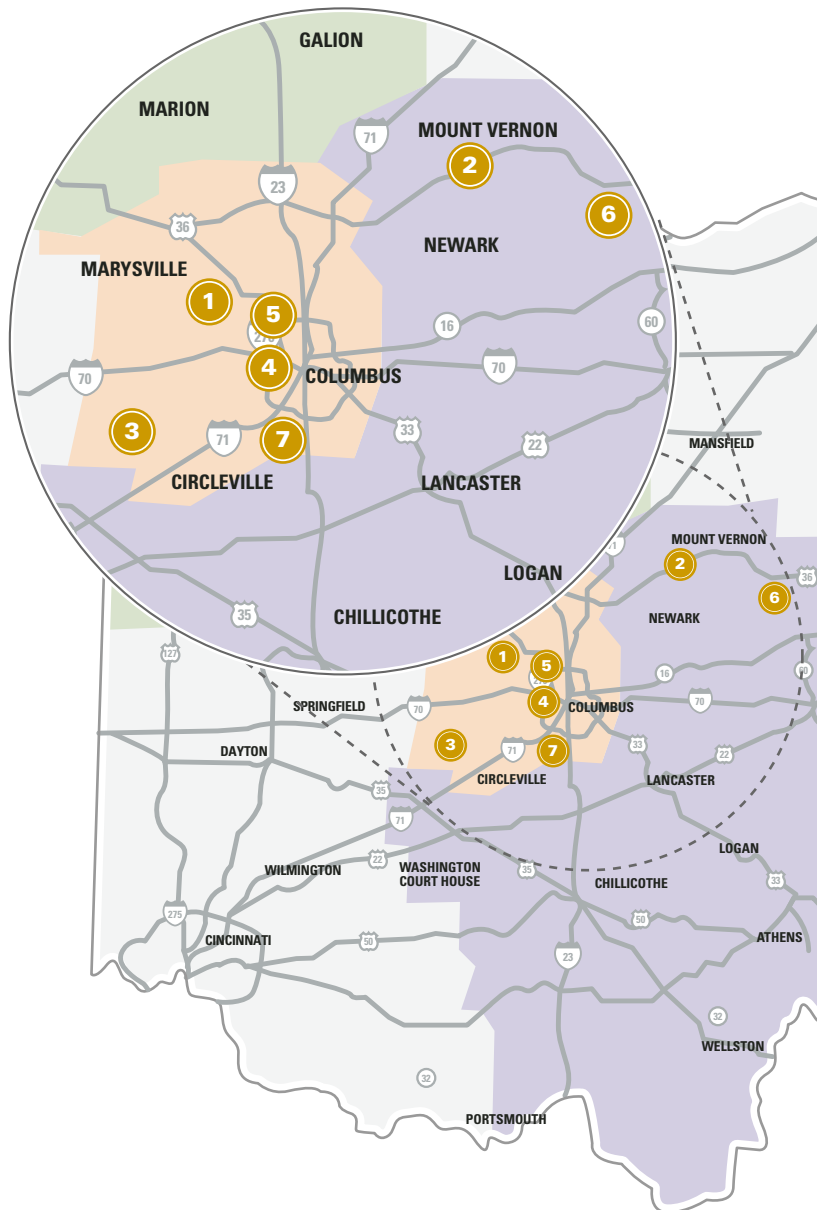 GALION
MARION
71
MOUNT VERNON
2
23
6
36
NEWARK
MARYSVILLE
1
5
16
60
4
70
70
COLUMBUS
3
71
7
33
22
CIRCLEVILLE
LANCASTER
MANSFIELD
LOGAN
71
MOUNT VERNON
2
36
6
35
CHILLICOTHE
NEWARK
127
1
5
16
60
SPRINGFIELD
70
4
COLUMBUS
70
3
71
7
33
22
DAYTON
CIRCLEVILLE
LANCASTER
35
71
LOGAN
22
WILMINGTON
WASHINGTON
COURT HOUSE
35
CHILLICOTHE
33
275
50
CINCINNATI
50
ATHENS
23
32
WELLSTON
32
PORTSMOUTH